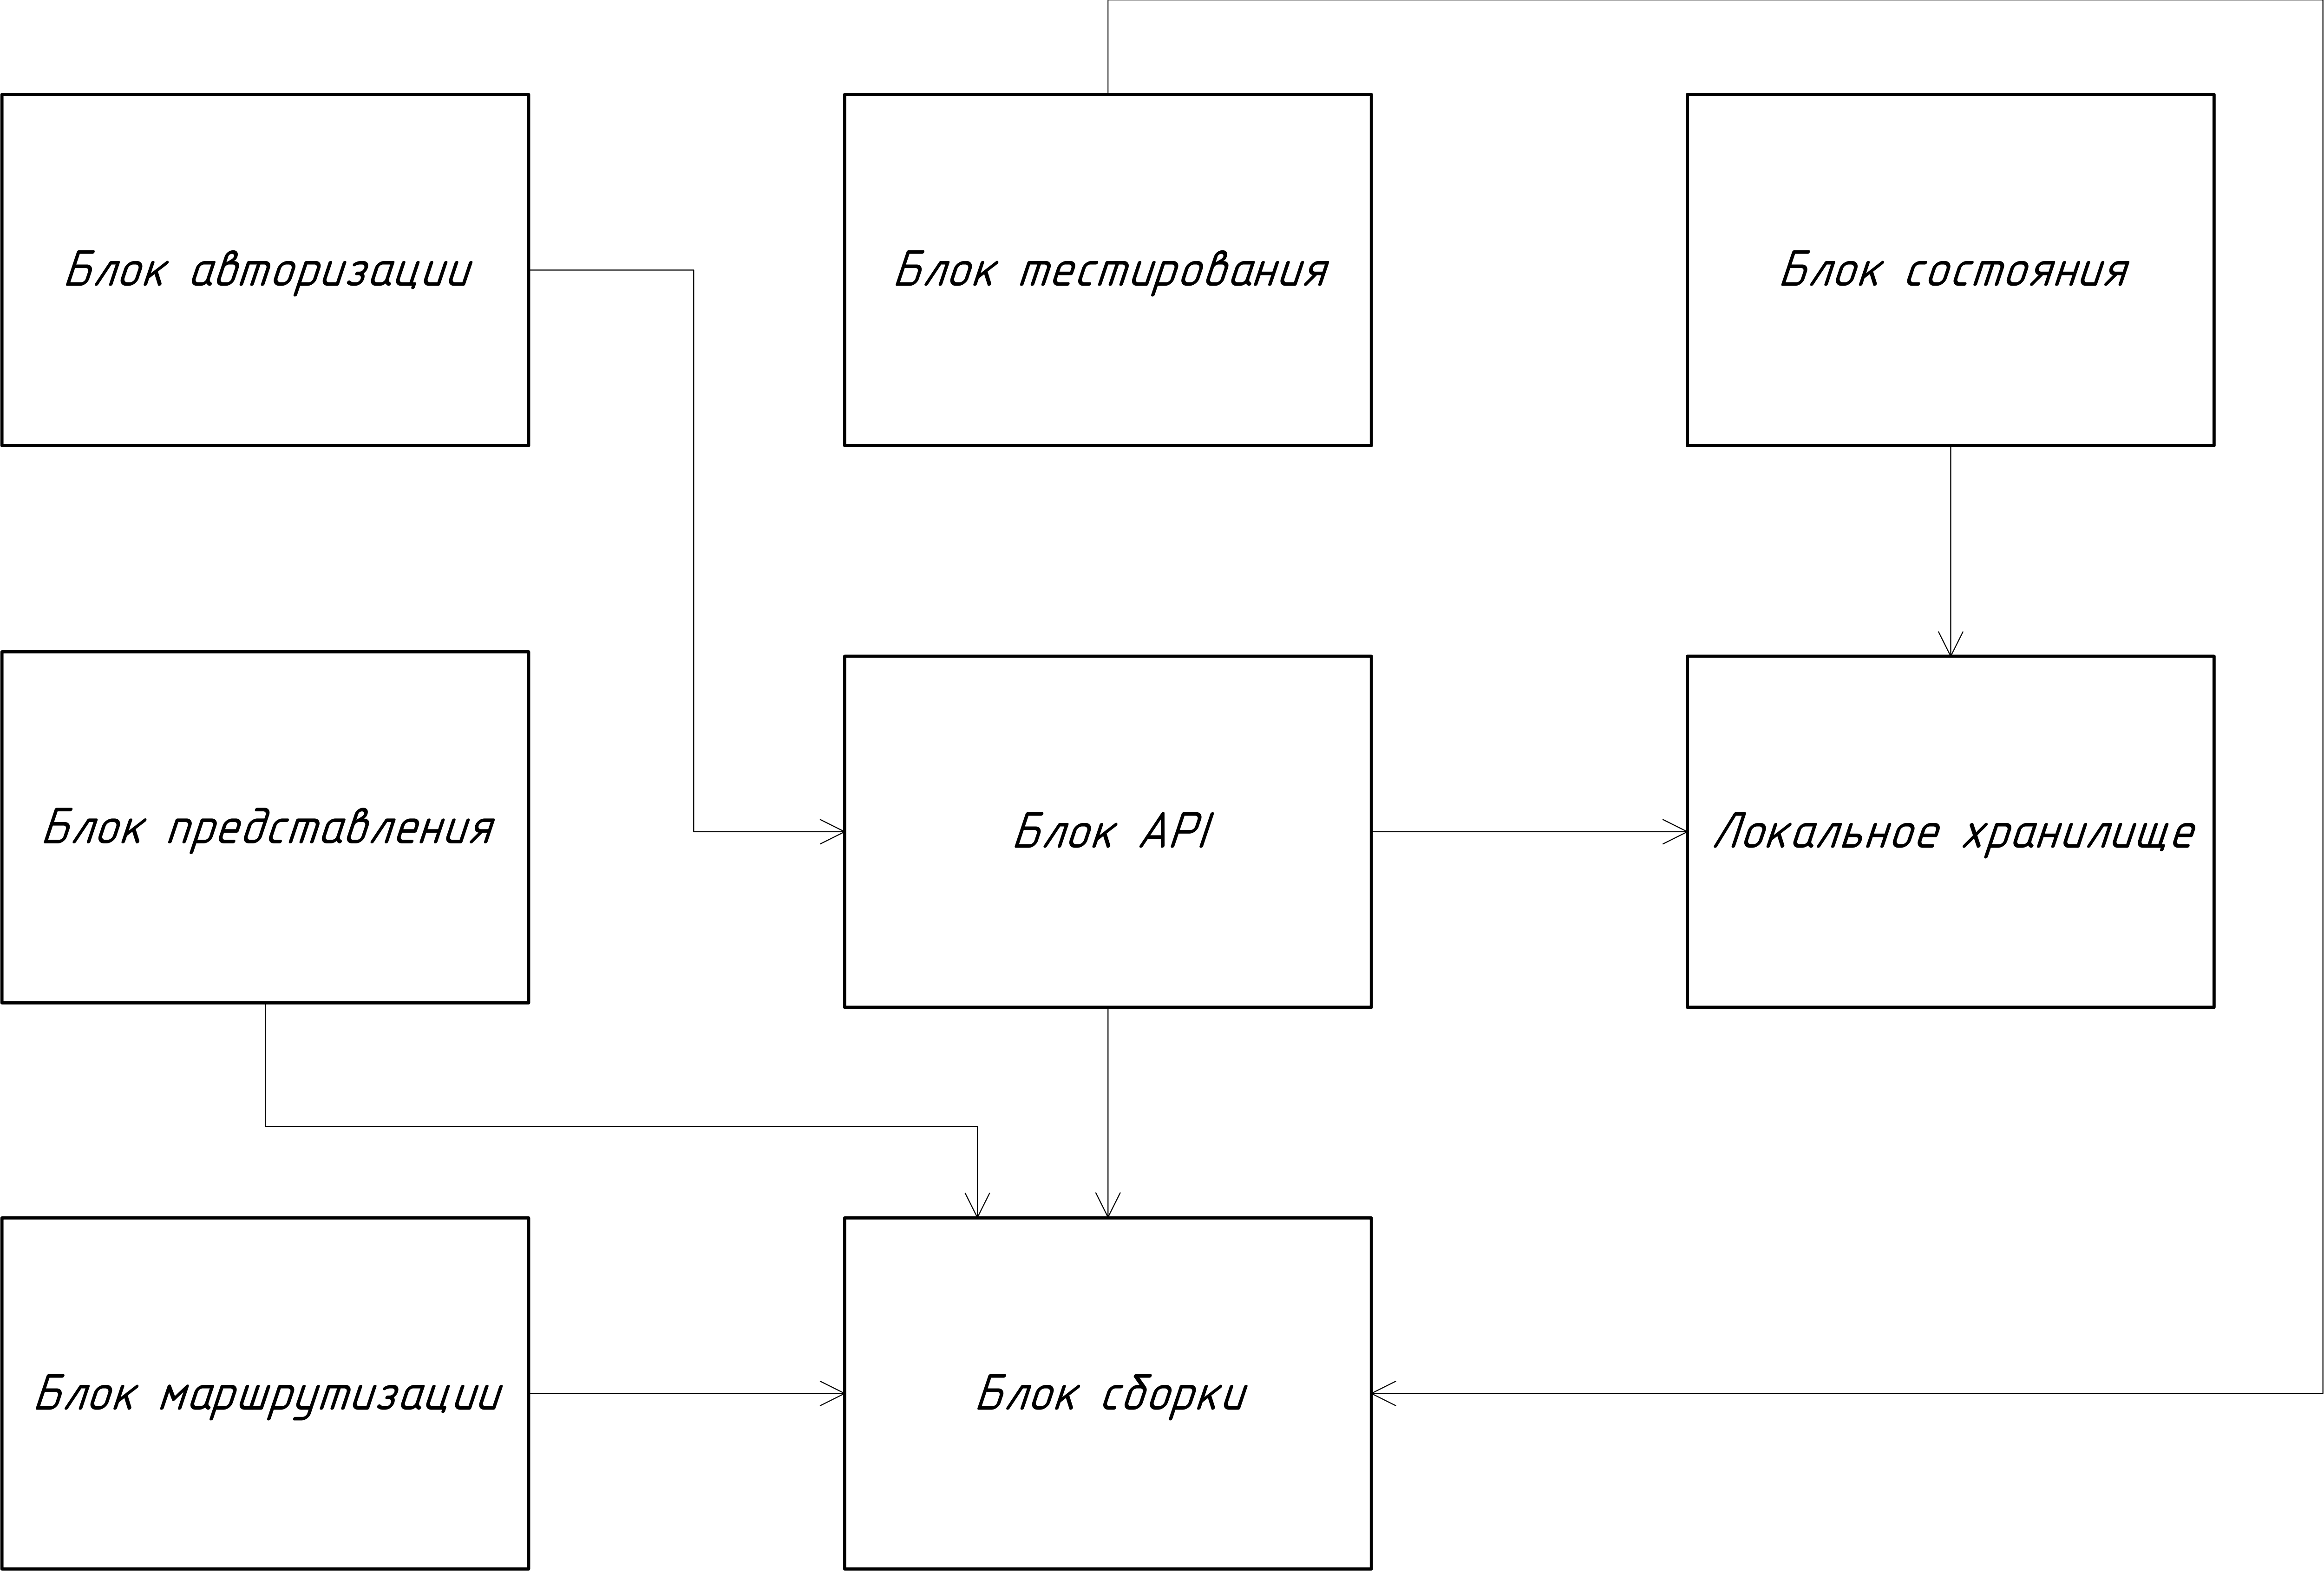 Блок авторизации
Блок тестирования
Блок состояния
Блок представления
Блок API
Локальное хранилище
Блок маршрутизации
Блок сборки